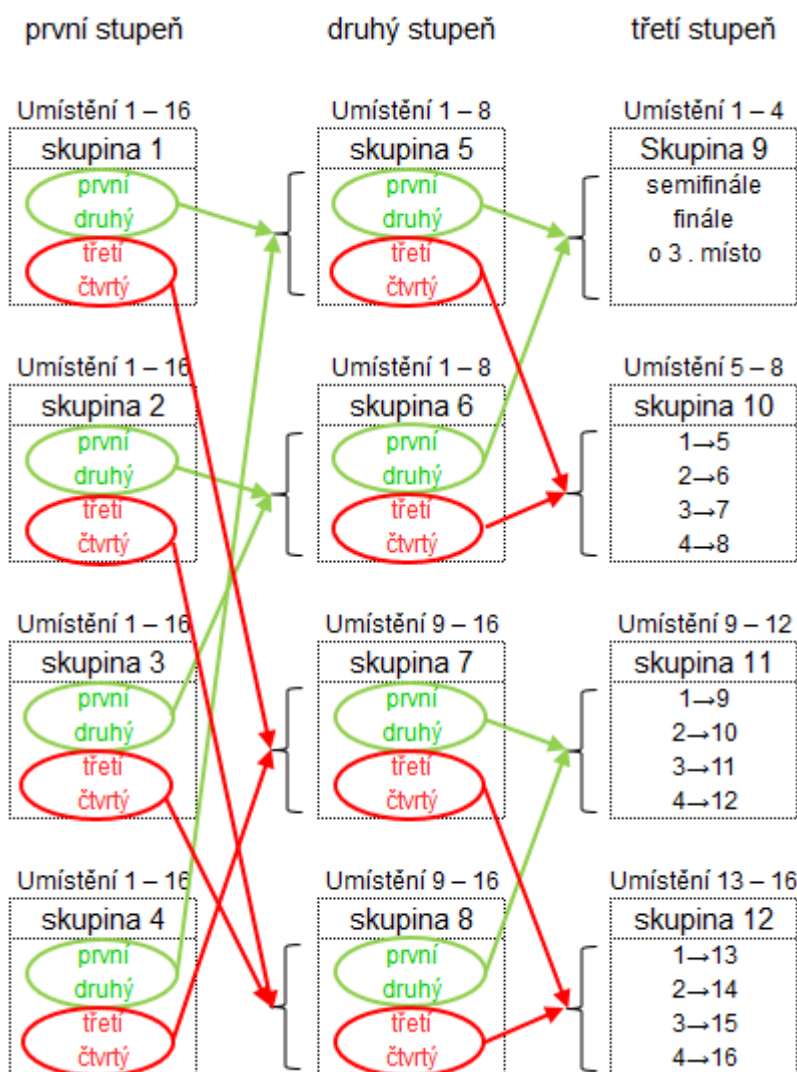 první stupeň
druhý stupeň
třetí stupeň
Umístění 1 – 16
skupina 1
první
druhý
třetí
čtvrtý
Umístění 1 – 8
skupina 5
první
druhý
třetí
čtvrtý
Umístění 1 – 4
Skupina 9
semifinále
finále
o 3 . místo
Umístění 1 – 16
skupina 2
první
druhý
třetí
čtvrtý
Umístění 1 – 8
skupina 6
první
druhý
třetí
čtvrtý
Umístění 5 – 8
skupina 10
1→5
2→6
3→7
4→8
Umístění 1 – 16
skupina 3
první
druhý
třetí
čtvrtý
Umístění 9 – 16
skupina 7
první
druhý
třetí
čtvrtý
Umístění 9 – 12
skupina 11
1→9
2→10
3→11
4→12
Umístění 1 – 16
skupina 4
první
druhý
třetí
čtvrtý
Umístění 9 – 16
skupina 8
první
druhý
třetí
čtvrtý
Umístění 13 – 16
skupina 12
1→13
2→14
3→15
4→16